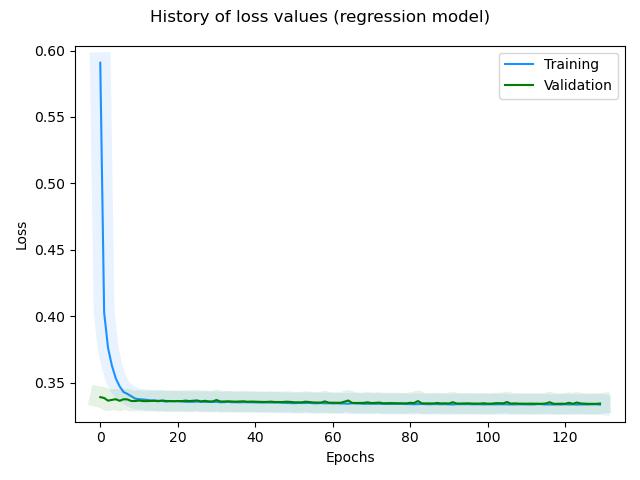 History of loss values (regression model)
0.60
0.55
0.50
0.45
0.40
0.35
Loss
Training
Validation
0 20 40 60 80 100 120
Epochs